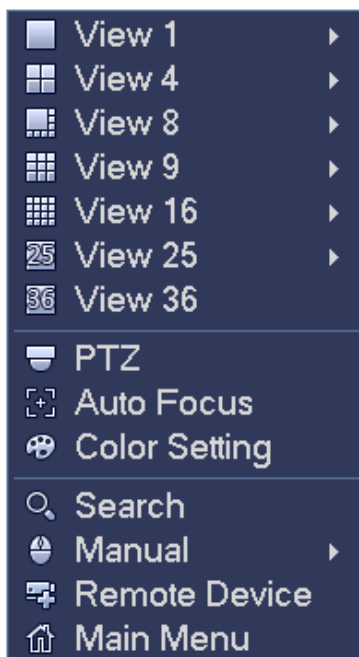 View 1
View 4
View 8
View 9
View 16
25 View 25
36 View 36
PTZ
Auto Focus
Color Setting
Search
Manual
Remote Device
Main Menu